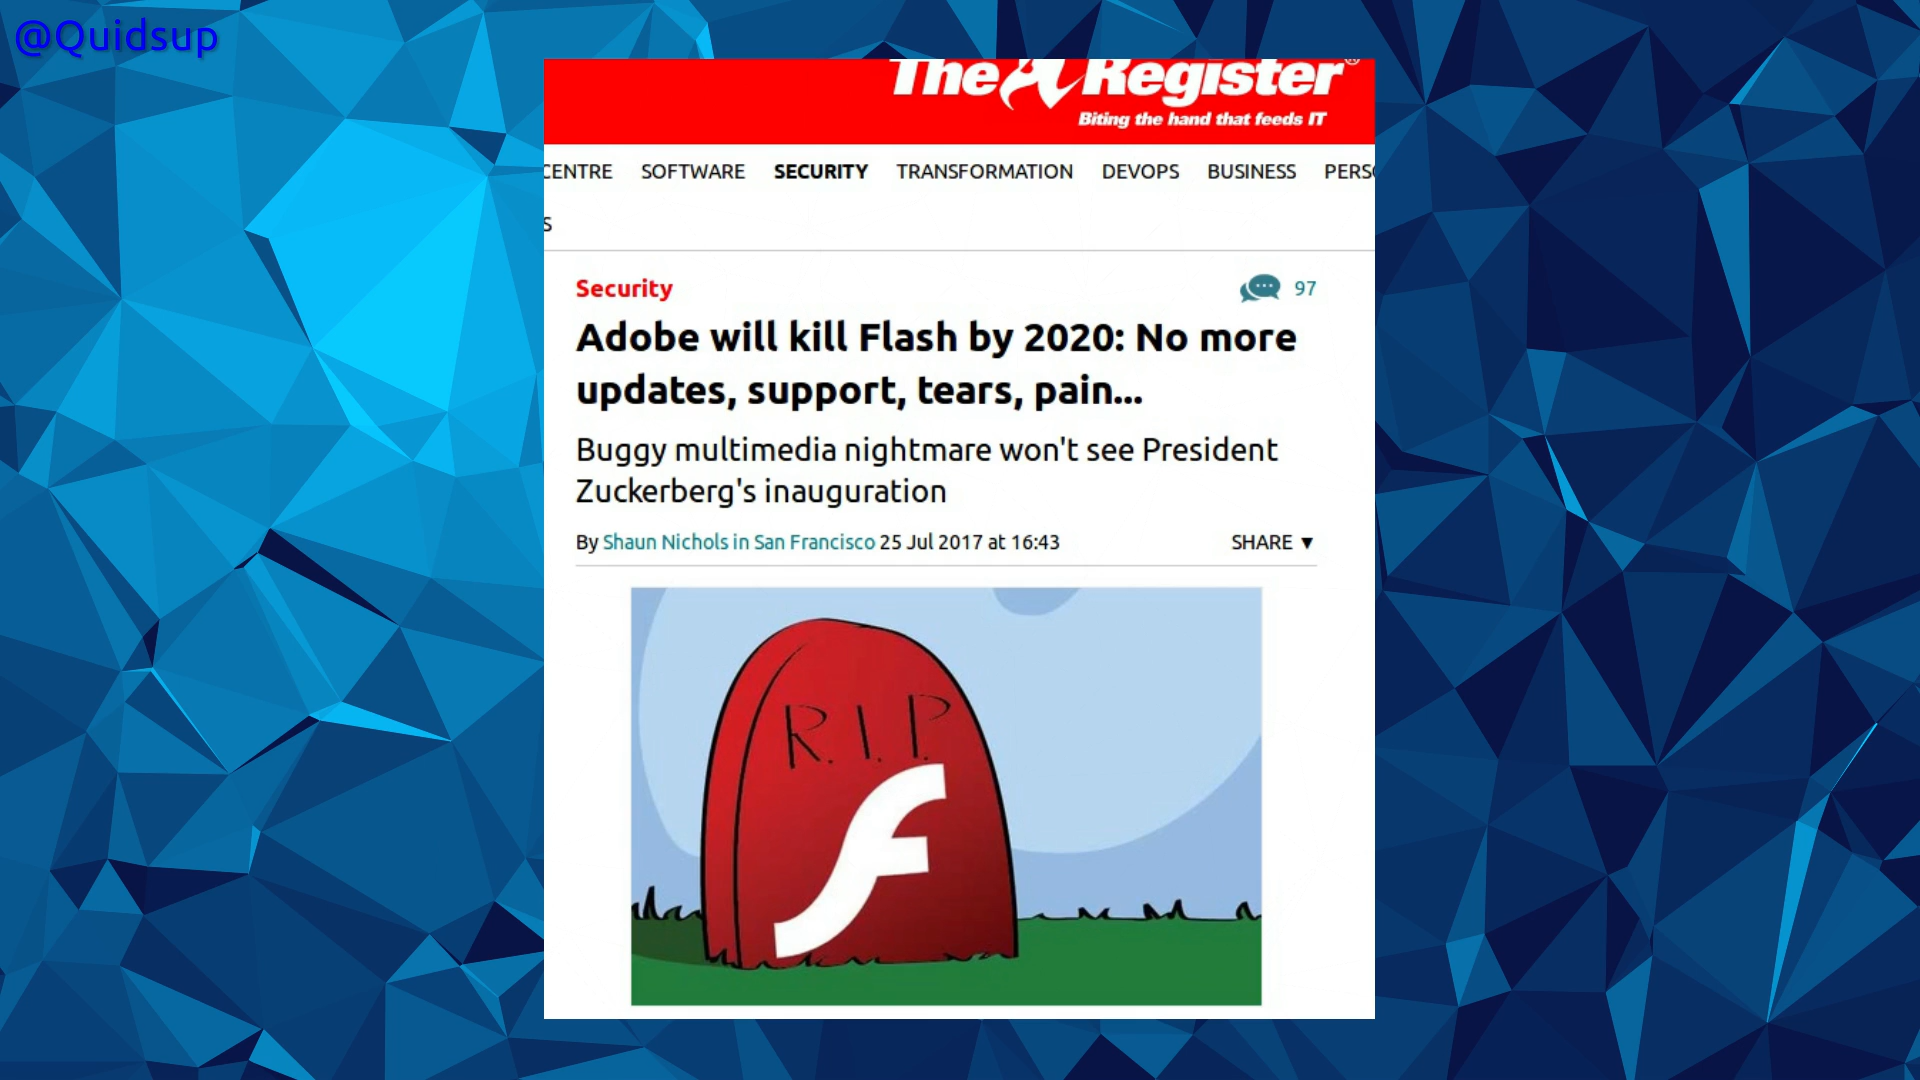 @Quidsup
The Register®
Biting the hand that feeds IT
CENTRE SOFTWARE SECURITY TRANSFORMATION DEVOPS BUSINESS PERSO
S
Security 97
Adobe will kill Flash by 2020: No more
updates, support, tears, pain...
Buggy multimedia nightmare won't see President
Zuckerberg's inauguration
By Shaun Nichols in San Francisco 25 Jul 2017 at 16:43 SHARE ▼
R.I.P.